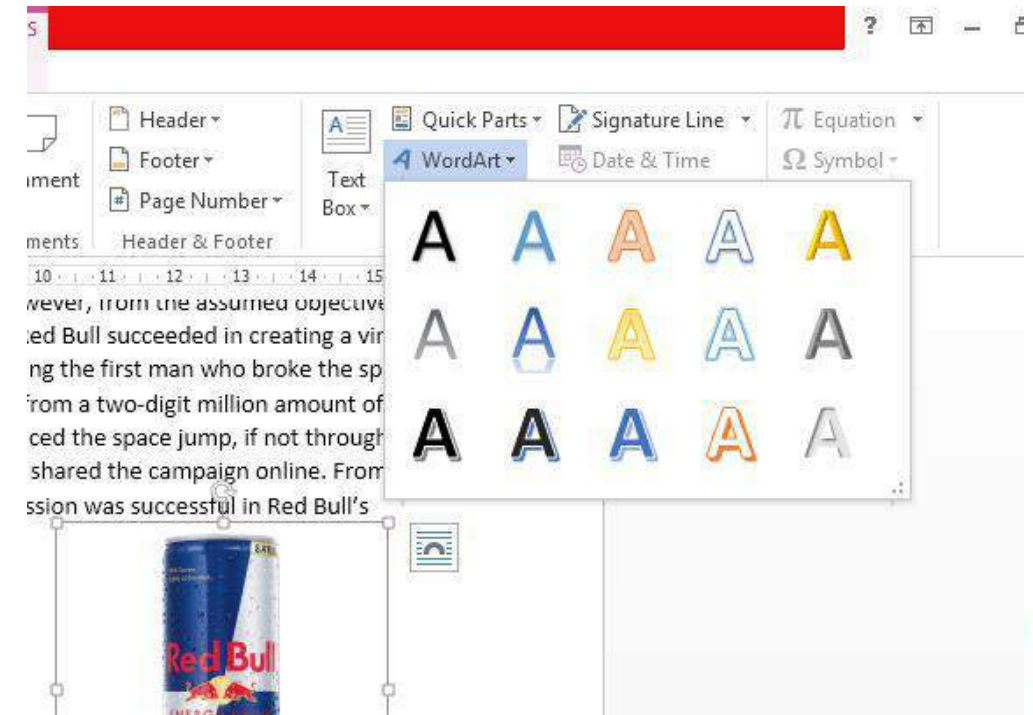 S
?
Header
Footer
Page Number
Header & Footer
Text
Box
Quick Parts
WordArt
Signature Line
Date & Time
π Equation
Ω Symbol
A A A A A
A A A A A
A A A A A
10 11 12 13 14 15
wever, from the assumed objective
ed Bull succeeded in creating a vir
ng the first man who broke the sp
from a two-digit million amount of
ced the space jump, if not through
shared the campaign online. From
ssion was successful in Red Bull's
Red Bull